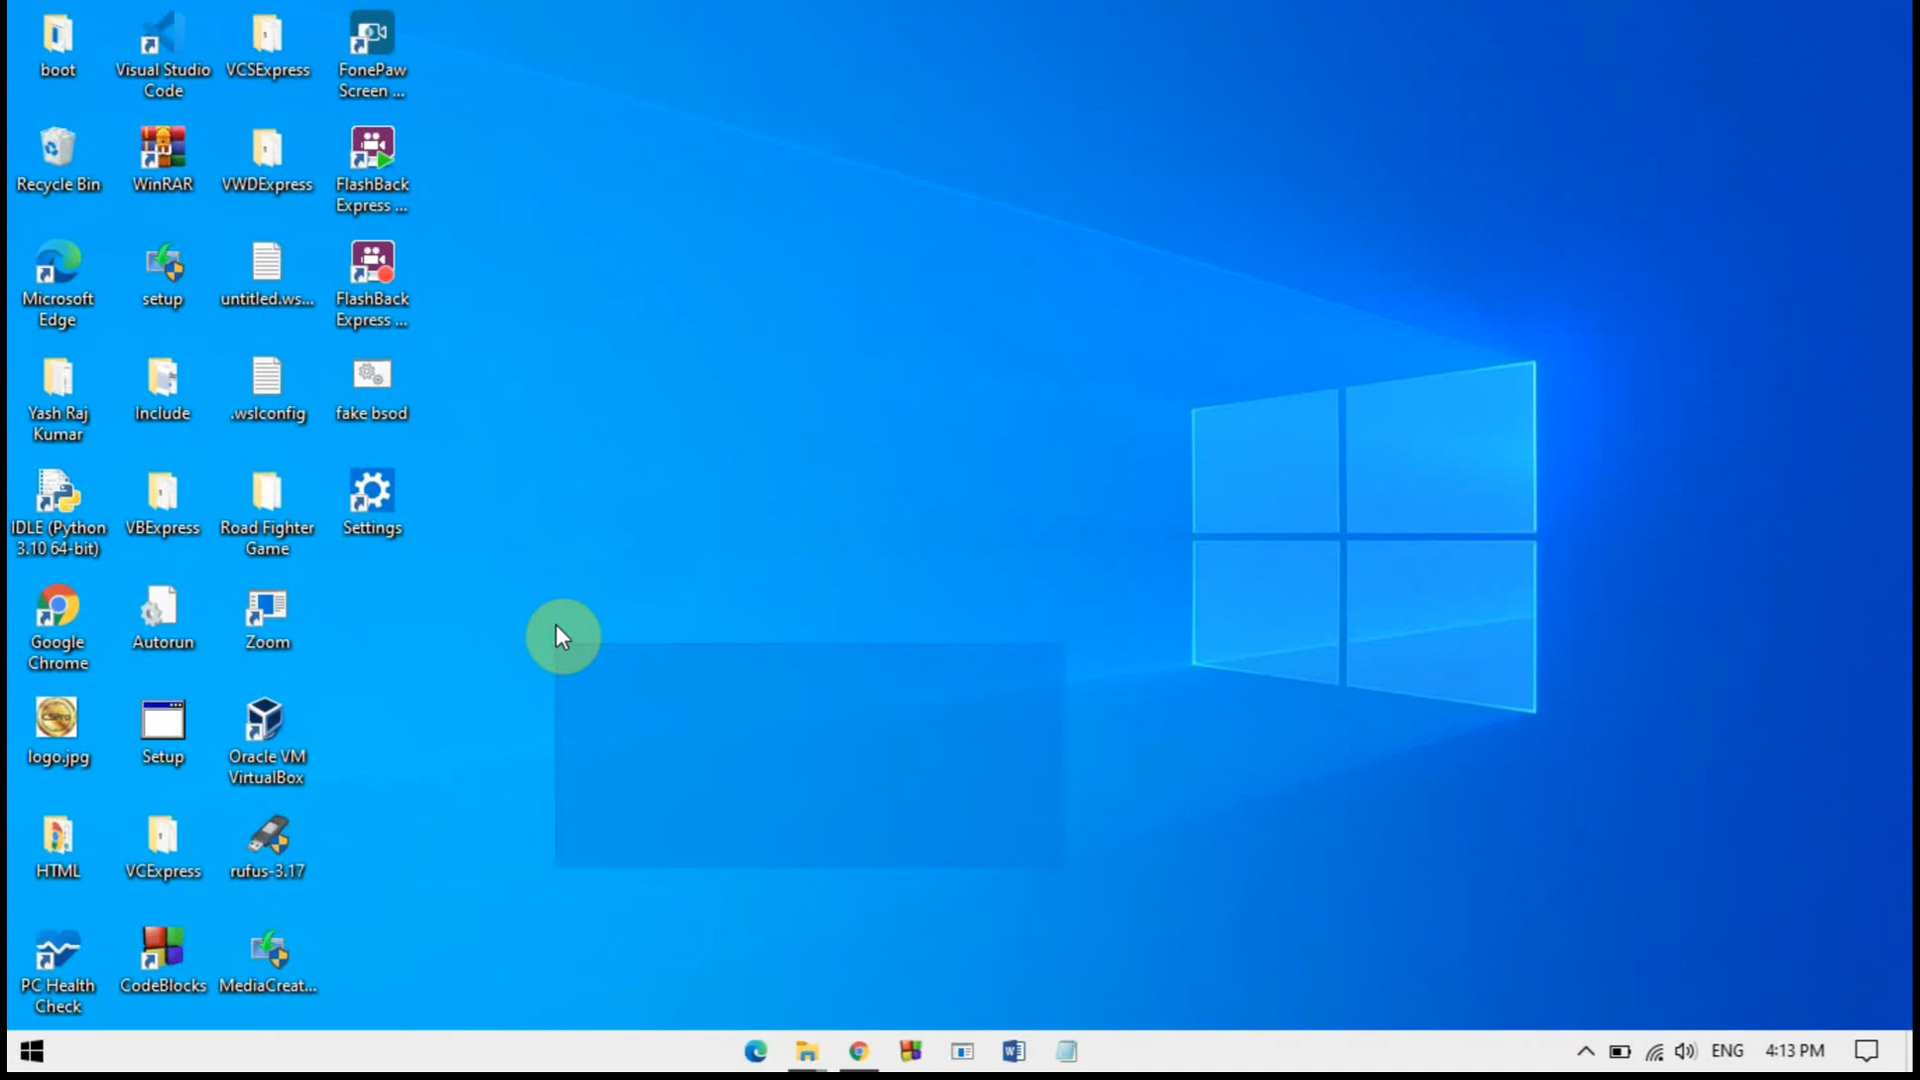 boot
Visual Studio
Code
VCSExpress
FonePaw
Screen ...
Recycle Bin
WinRAR
VWDExpress
FlashBack
Express ...
Microsoft
Edge
setup
untitled.ws...
FlashBack
Express ...
Yash Raj
Kumar
Include
.wslconfig
fake bsod
IDLE (Python
3.10 64-bit)
VBExpress
Road Fighter
Game
Settings
Google
Chrome
Autorun
Zoom
CSPro
logo.jpg
Setup
Oracle VM
VirtualBox
HTML
VCExpress
rufus-3.17
PC Health
Check
CodeBlocks
MediaCreat...
ENG
4:13 PM